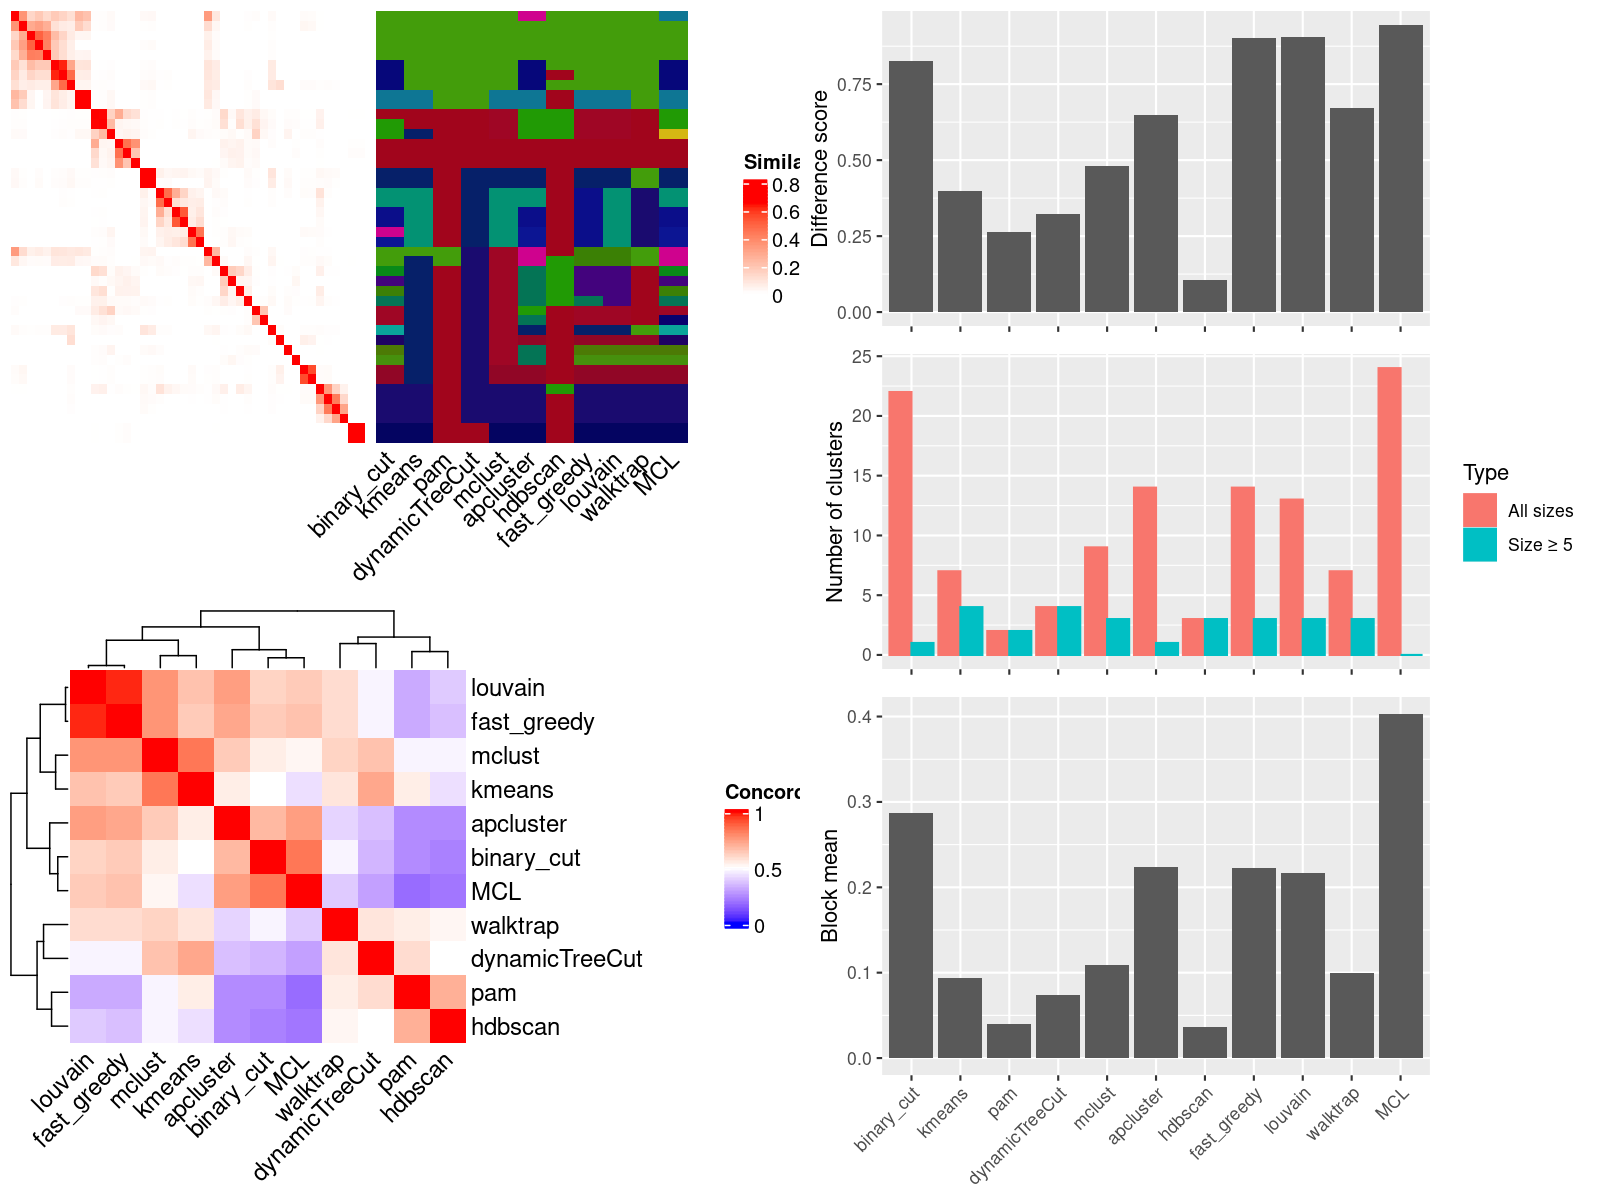 Simila
0.8
0.6
0.4
0.2
0
binary_cut
kmeans
pam
dynamicTreeCut
mclust
apcluster
hdbscan
fast_greedy
louvain
walktrap
MCL
louvain
fast_greedy
mclust
kmeans
apcluster
binary_cut
MCL
walktrap
dynamicTreeCut
pam
hdbscan
louvain
fast_greedy
mclust
kmeans
apcluster
binary_cut
MCL
walktrap
dynamicTreeCut
pam
hdbscan
Concord
1
0.5
0
Difference score
0.75
0.50
0.25
0.00
Number of clusters
25
20
15
10
5
0
Type
All sizes
Size ≥ 5
Block mean
0.4
0.3
0.2
0.1
0.0
binary_cut
kmeans
pam
dynamicTreeCut
mclust
apcluster
hdbscan
fast_greedy
louvain
walktrap
MCL